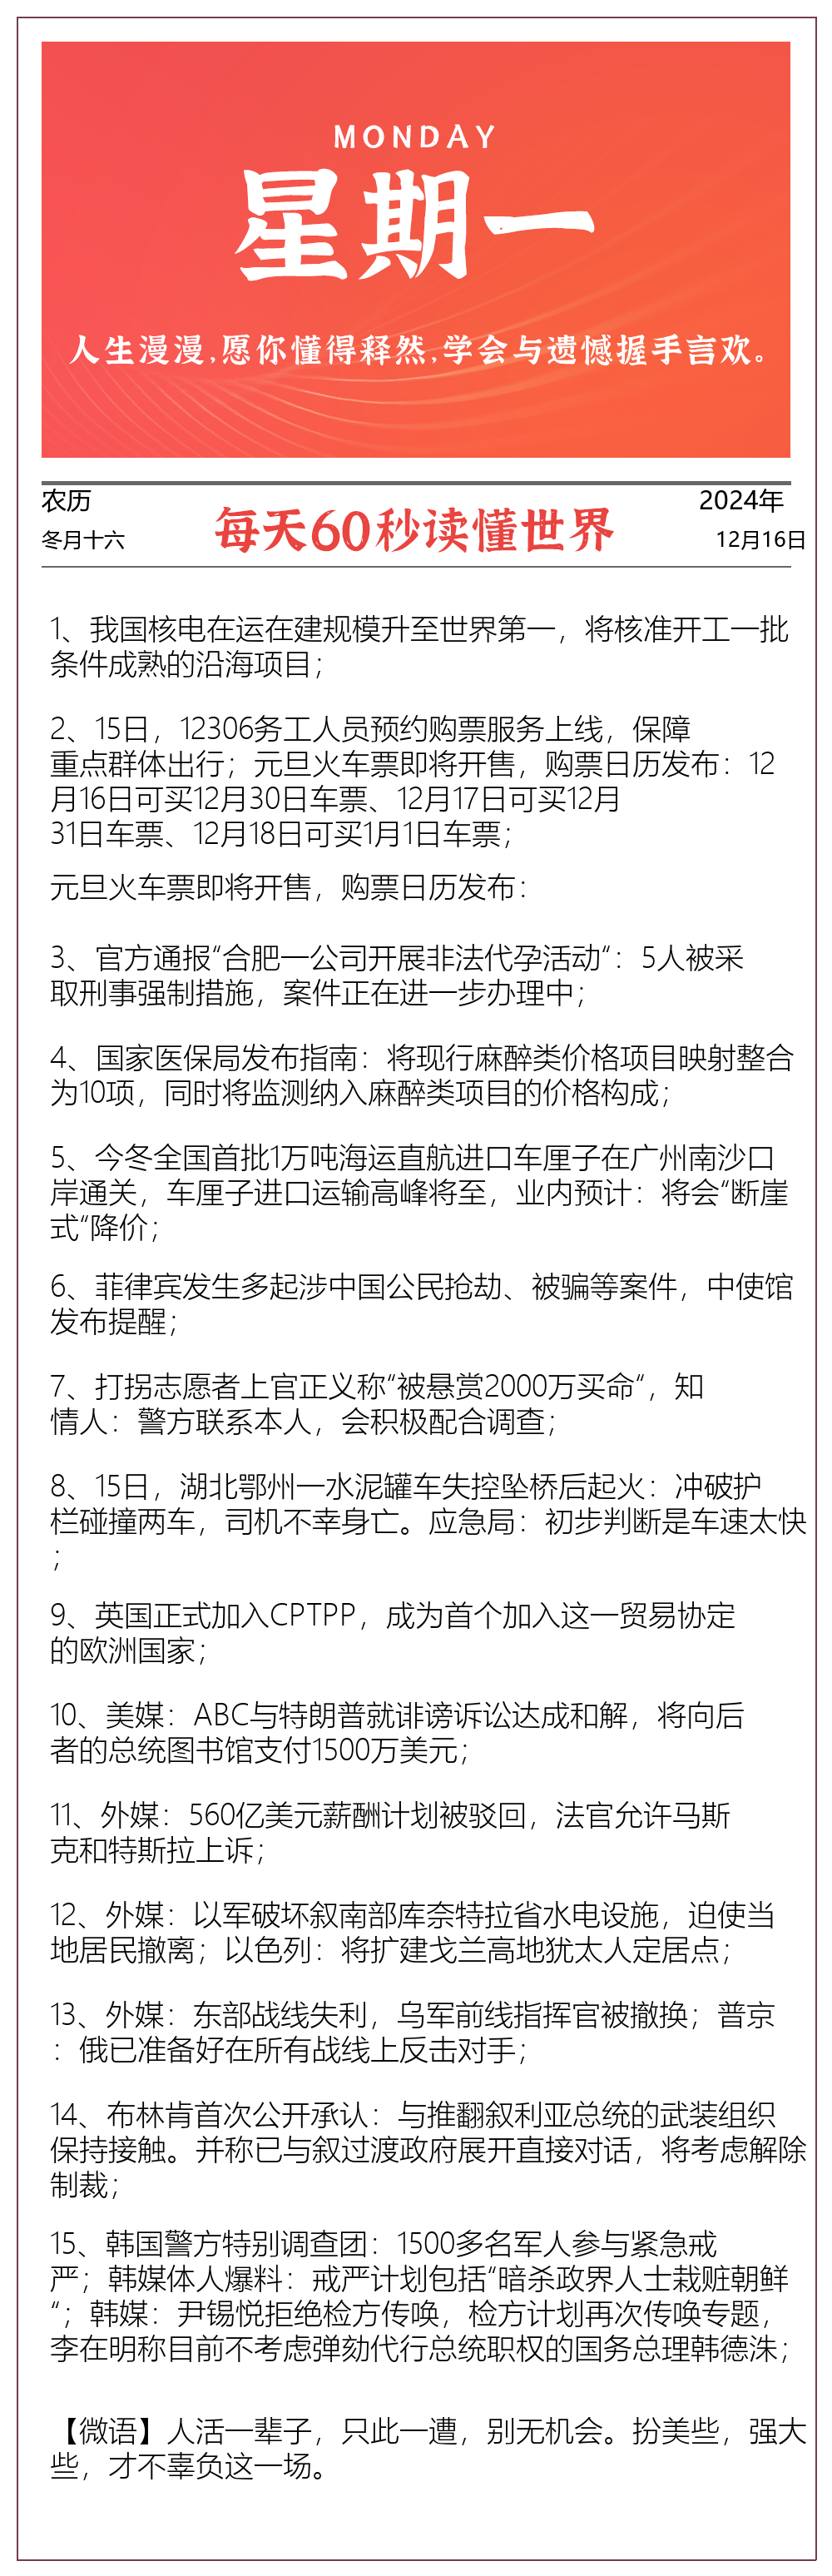 MONDAY
星期一
人生漫漫,愿你懂得释然,学会与遗憾握手言欢。
农历
冬月十六
每天60秒读懂世界
2024年
12月16日
1、我国核电在运在建规模升至世界第一，将核准开工一批
条件成熟的沿海项目；
2、15日，12306务工人员预约购票服务上线，保障
重点群体出行；元旦火车票即将开售，购票日历发布：12
月16日可买12月30日车票、12月17日可买12月
31日车票、12月18日可买1月1日车票；
元旦火车票即将开售，购票日历发布：
3、官方通报“合肥一公司开展非法代孕活动“：5人被采
取刑事强制措施，案件正在进一步办理中；
4、国家医保局发布指南：将现行麻醉类价格项目映射整合
为10项，同时将监测纳入麻醉类项目的价格构成；
5、今冬全国首批1万吨海运直航进口车厘子在广州南沙口
岸通关，车厘子进口运输高峰将至，业内预计：将会“断崖
式“降价；
6、菲律宾发生多起涉中国公民抢劫、被骗等案件，中使馆
发布提醒；
7、打拐志愿者上官正义称“被悬赏2000万买命“，知
情人：警方联系本人，会积极配合调查；
8、15日，湖北鄂州一水泥罐车失控坠桥后起火：冲破护
栏碰撞两车，司机不幸身亡。应急局：初步判断是车速太快
；
9、英国正式加入CPTPP，成为首个加入这一贸易协定
的欧洲国家；
10、美媒：ABC与特朗普就诽谤诉讼达成和解，将向后
者的总统图书馆支付1500万美元；
11、外媒：560亿美元薪酬计划被驳回，法官允许马斯
克和特斯拉上诉；
12、外媒：以军破坏叙南部库奈特拉省水电设施，迫使当
地居民撤离；以色列：将扩建戈兰高地犹太人定居点；
13、外媒：东部战线失利，乌军前线指挥官被撤换；普京
：俄已准备好在所有战线上反击对手；
14、布林肯首次公开承认：与推翻叙利亚总统的武装组织
保持接触。并称已与叙过渡政府展开直接对话，将考虑解除
制裁；
15、韩国警方特别调查团：1500多名军人参与紧急戒
严；韩媒体人爆料：戒严计划包括“暗杀政界人士栽赃朝鲜
“；韩媒：尹锡悦拒绝检方传唤，检方计划再次传唤专题，
李在明称目前不考虑弹劾代行总统职权的国务总理韩德洙；
【微语】人活一辈子，只此一遭，别无机会。扮美些，强大
些，才不辜负这一场。